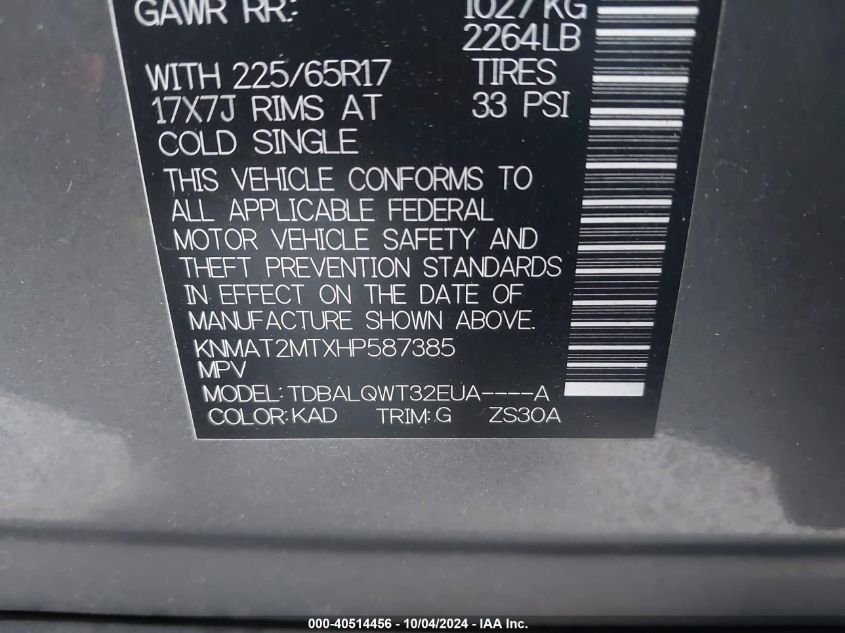 GAWR RR: 1027 KG
2264LB
WITH 225/65R17 TIRES
17X7J RIMS AT 33 PSI
COLD SINGLE
THIS VEHICLE CONFORMS TO
ALL APPLICABLE FEDERAL
MOTOR VEHICLE SAFETY AND
THEFT PREVENTION STANDARDS
IN EFFECT ON THE DATE OF
MANUFACTURE SHOWN ABOVE.
KNMAT2MTXHP587385
MPV
MODEL:TDBALQWT32EUA----A
COLOR:KAD TRIM:G ZS30A
000-40514456 - 10/04/2024 - IAA Inc.